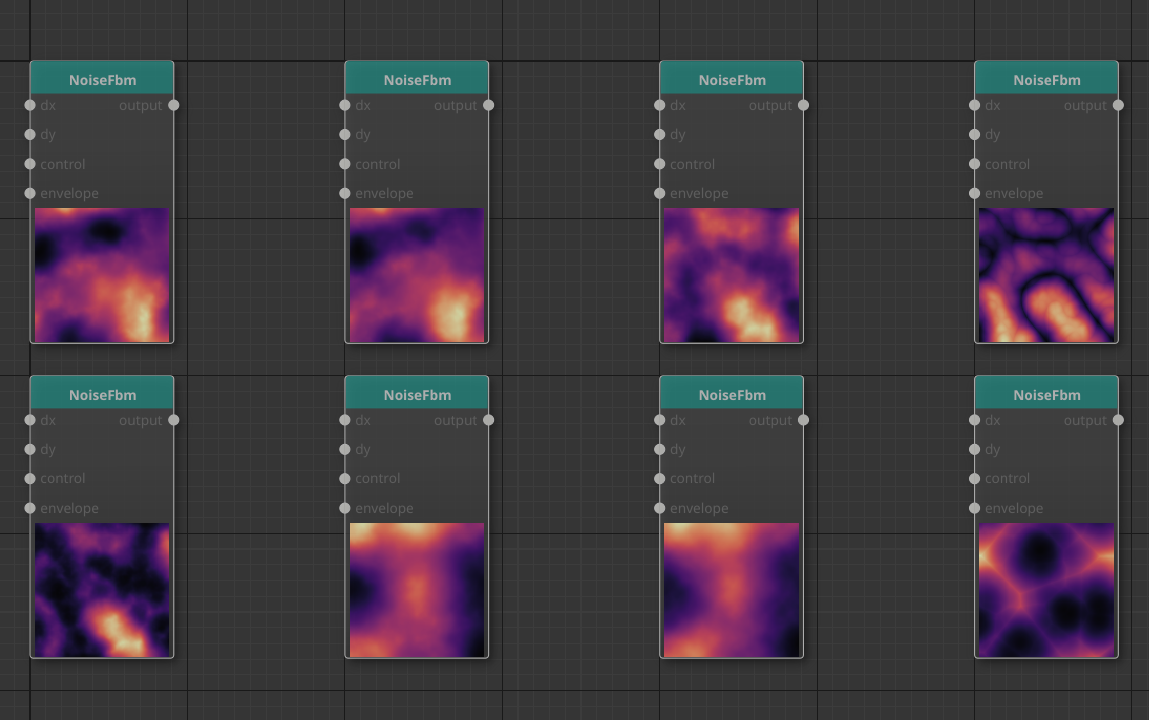 NoiseFbm
dx output
dy
control
envelope
NoiseFbm
dx output
dy
control
envelope
NoiseFbm
dx output
dy
control
envelope
NoiseFbm
dx output
dy
control
envelope
NoiseFbm
dx output
dy
control
envelope
NoiseFbm
dx output
dy
control
envelope
NoiseFbm
dx output
dy
control
envelope
NoiseFbm
dx output
dy
control
envelope